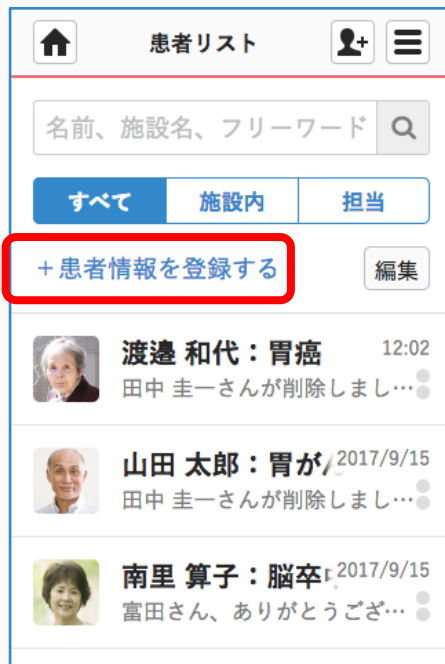 患者リスト
名前、施設名、フリーワード
すべて 施設内 担当
+患者情報を登録する 編集
渡邉 和代：胃癌 12:02
田中 圭一さんが削除しまし…
山田 太郎：胃が 2017/9/15
田中 圭一さんが削除しまし…
南里 算子：脳卒 2017/9/15
富田さん、ありがとうござ…